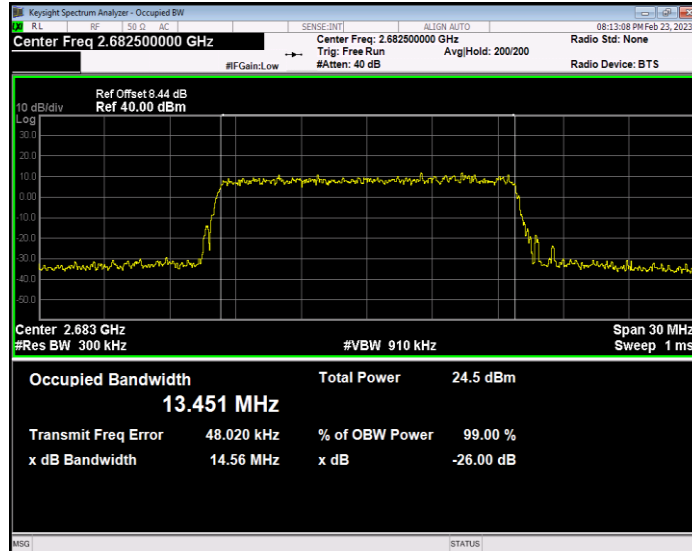 Keysight Spectrum Analyzer - Occupied BW
RL RF 50 Ω AC SENSE:INT ALIGN AUTO 08:13:08 PM Feb 23, 2023
Center Freq 2.682500000 GHz
Center Freq: 2.682500000 GHz Radio Std: None
Trig: Free Run Avg|Hold: 200/200
#IFGain:Low #Atten: 40 dB Radio Device: BTS
Ref Offset 8.44 dB
10 dB/div Ref 40.00 dBm
Log
30.0
20.0
10.0
0.00
-10.0
-20.0
-30.0
-40.0
-50.0
Center 2.683 GHz Span 30 MHz
#Res BW 300 kHz #VBW 910 kHz Sweep 1 ms
Occupied Bandwidth Total Power 24.5 dBm
13.451 MHz
Transmit Freq Error 48.020 kHz % of OBW Power 99.00 %
x dB Bandwidth 14.56 MHz x dB -26.00 dB
MSG STATUS